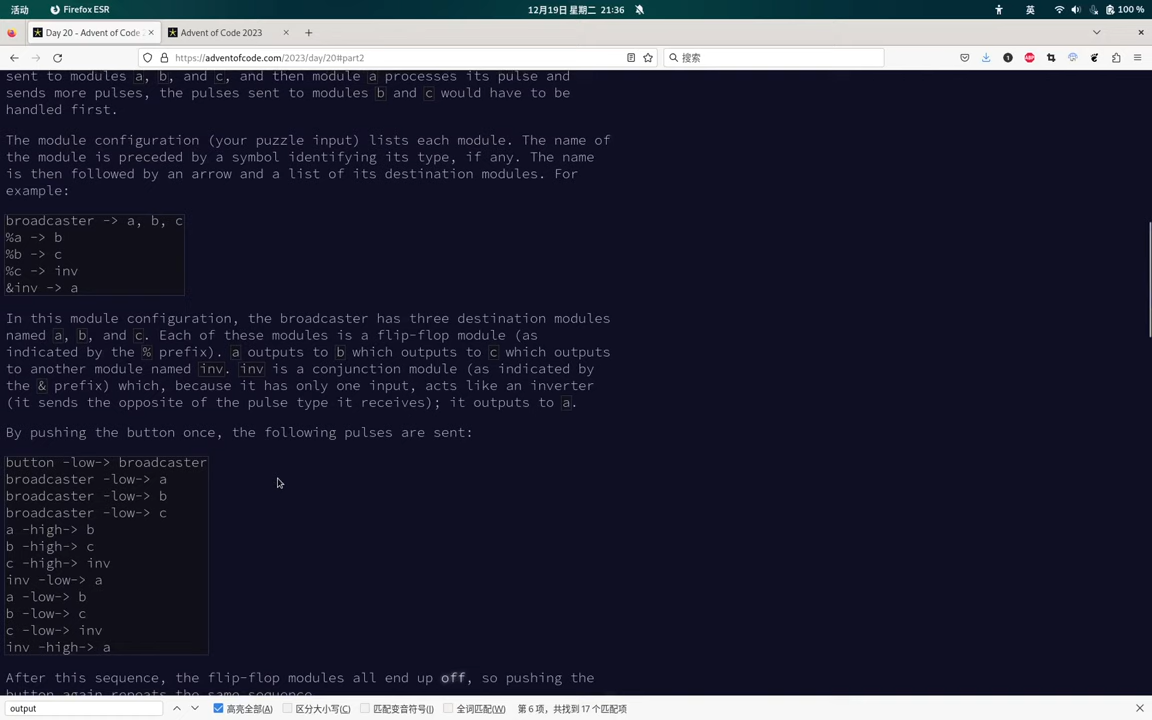 活动
Firefox ESR
12月19日 星期二 21:36
英
100 %
Day 20 - Advent of Code
Advent of Code 2023
https://adventofcode.com/2023/day/20#part2
搜索
sent to modules a, b, and c, and then module a processes its pulse and
sends more pulses, the pulses sent to modules b and c would have to be
handled first.
The module configuration (your puzzle input) lists each module. The name of
the module is preceded by a symbol identifying its type, if any. The name
is then followed by an arrow and a list of its destination modules. For
example:
broadcaster -> a, b, c
%a -> b
%b -> c
%c -> inv
&inv -> a
In this module configuration, the broadcaster has three destination modules
named a, b, and c. Each of these modules is a flip-flop module (as
indicated by the % prefix). a outputs to b which outputs to c which outputs
to another module named inv. inv is a conjunction module (as indicated by
the & prefix) which, because it has only one input, acts like an inverter
(it sends the opposite of the pulse type it receives); it outputs to a.
By pushing the button once, the following pulses are sent:
button -low-> broadcaster
broadcaster -low-> a
broadcaster -low-> b
broadcaster -low-> c
a -high-> b
b -high-> c
c -high-> inv
inv -low-> a
a -low-> b
b -low-> c
c -low-> inv
inv -high-> a
After this sequence, the flip-flop modules all end up off, so pushing the
button again repeats the same sequence.
output
高亮全部(A)
区分大小写(C)
匹配变音符号(I)
全词匹配(W)
第 6 项，共找到 17 个匹配项